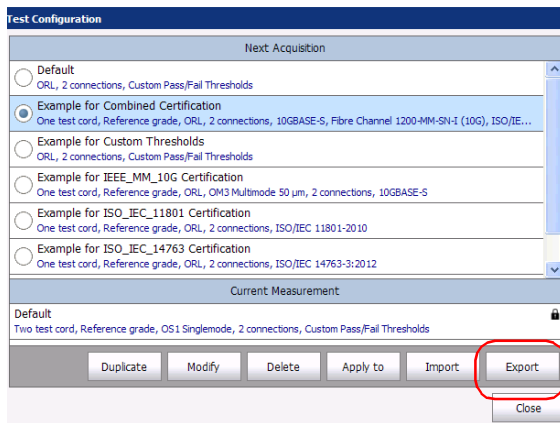 Test Configuration
Next Acquisition
Default
ORL, 2 connections, Custom Pass/Fail Thresholds
Example for Combined Certification
One test cord, Reference grade, ORL, 2 connections, 10GBASE-S, Fibre Channel 1200-MM-SN-I (10G), ISO/IE...
Example for Custom Thresholds
ORL, 2 connections, Custom Pass/Fail Thresholds
Example for IEEE_MM_10G Certification
One test cord, Reference grade, ORL, OM3 Multimode 50 µm, 2 connections, 10GBASE-S
Example for ISO_IEC_11801 Certification
One test cord, Reference grade, ORL, 2 connections, ISO/IEC 11801-2010
Example for ISO_IEC_14763 Certification
One test cord, Reference grade, ORL, 2 connections, ISO/IEC 14763-3:2012
Current Measurement
Default
Two test cord, Reference grade, OS1 Singlemode, 2 connections, Custom Pass/Fail Thresholds
Duplicate Modify Delete Apply to Import Export
Close